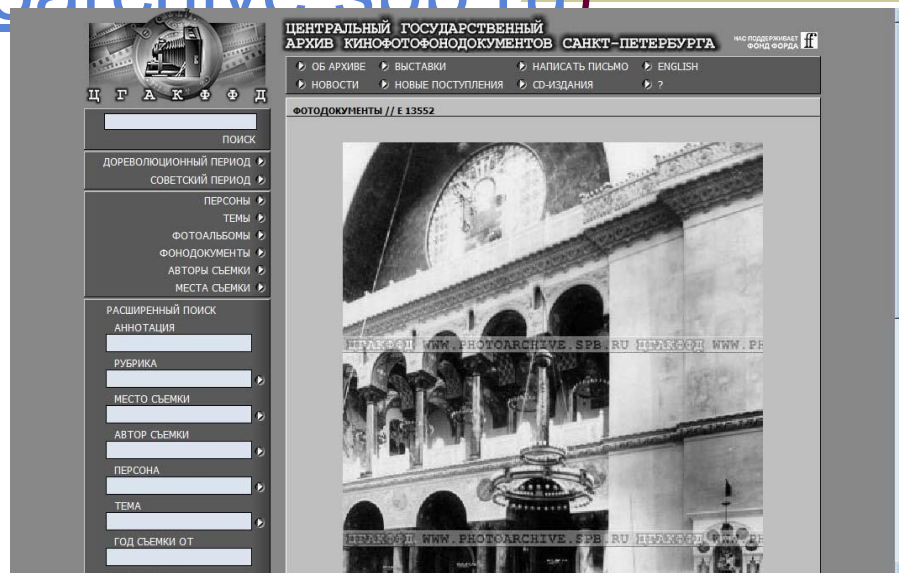 ЦЕНТРАЛЬНЫЙ ГОСУДАРСТВЕННЫЙ
АРХИВ КИНОФОТОФОНОДОКУМЕНТОВ САНКТ-ПЕТЕРБУРГА
НАС ПОДДЕРЖИВАЕТ
ФОНД ФОРДА
ff
ЦГАКФФД
ОБ АРХИВЕ ВЫСТАВКИ НАПИСАТЬ ПИСЬМО ENGLISH
НОВОСТИ НОВЫЕ ПОСТУПЛЕНИЯ CD-ИЗДАНИЯ ?
ФОТОДОКУМЕНТЫ // Е 13552
ПОИСК
ДОРЕВОЛЮЦИОННЫЙ ПЕРИОД
СОВЕТСКИЙ ПЕРИОД
ПЕРСОНЫ
ТЕМЫ
ФОТОАЛЬБОМЫ
ФОНОДОКУМЕНТЫ
АВТОРЫ СЪЕМКИ
МЕСТА СЪЕМКИ
РАСШИРЕННЫЙ ПОИСК
АННОТАЦИЯ
РУБРИКА
МЕСТО СЪЕМКИ
АВТОР СЪЕМКИ
ПЕРСОНА
ТЕМА
ГОД СЪЕМКИ ОТ
ЦГАКФФД WWW.PHOTOARCHIVE.SPB.RU ЦГАКФФД WWW.PH
ЦГАКФФД WWW.PHOTOARCHIVE.SPB.RU ЦГАКФФД WWW.PH